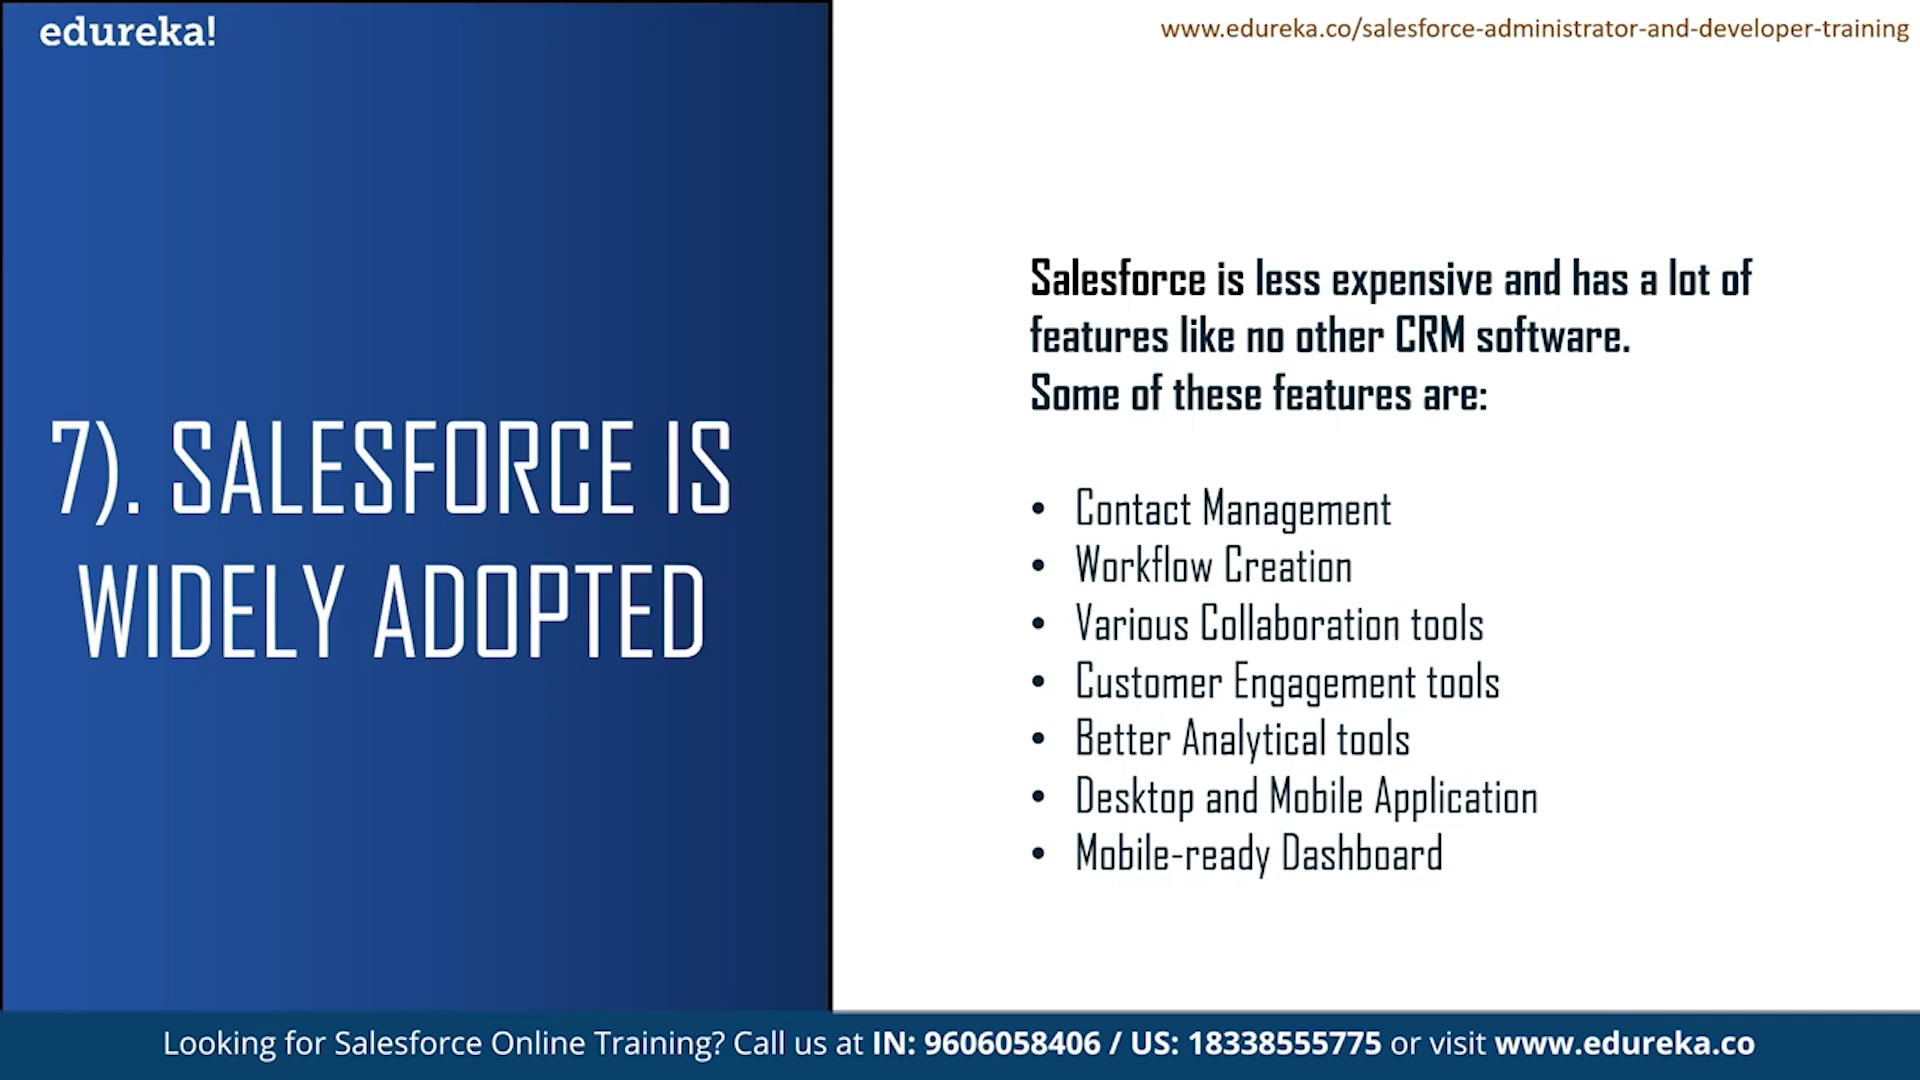 edureka!
www.edureka.co/salesforce-administrator-and-developer-training
7). SALESFORCE IS
WIDELY ADOPTED
Salesforce is less expensive and has a lot of
features like no other CRM software.
Some of these features are:
• Contact Management
• Workflow Creation
• Various Collaboration tools
• Customer Engagement tools
• Better Analytical tools
• Desktop and Mobile Application
• Mobile-ready Dashboard
Looking for Salesforce Online Training? Call us at IN: 9606058406 / US: 18338555775 or visit www.edureka.co